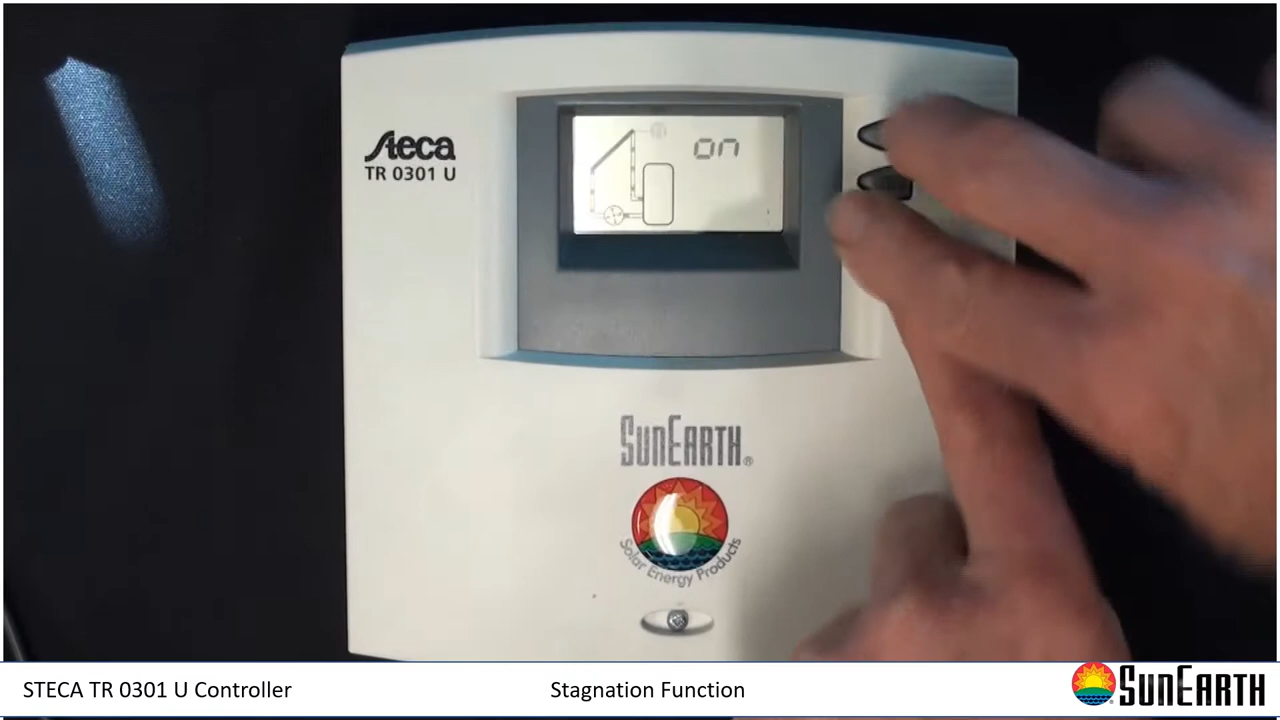 Steca
TR 0301 U
on
SUNEARTH®
Solar Energy Products
STECA TR 0301 U Controller
Stagnation Function
SUNEARTH